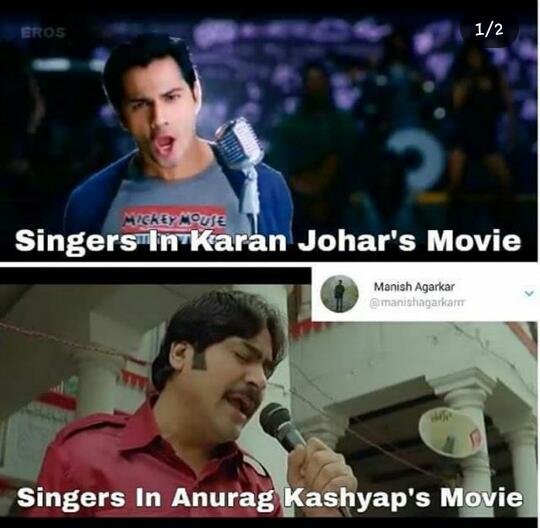 EROS
1/2
MICKEY MOUSE
Singers In Karan Johar's Movie
Manish Agarkar
@manishagarkarrr
Singers In Anurag Kashyap's Movie